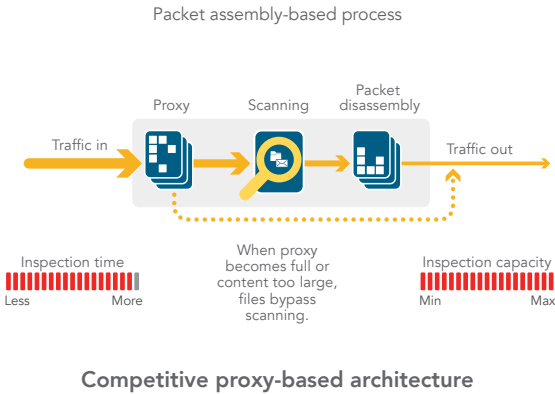 Packet assembly-based process
Proxy
Scanning
Packet
disassembly
Traffic in
Traffic out
Inspection time
Less
More
When proxy
becomes full or
content too large,
files bypass
scanning.
Inspection capacity
Min
Max
Competitive proxy-based architecture